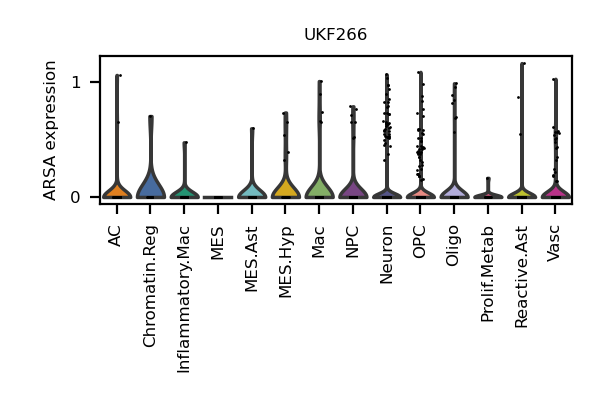 UKF266
ARSA expression
1
0
AC
Chromatin.Reg
Inflammatory.Mac
MES
MES.Ast
MES.Hyp
Mac
NPC
Neuron
OPC
Oligo
Prolif.Metab
Reactive.Ast
Vasc